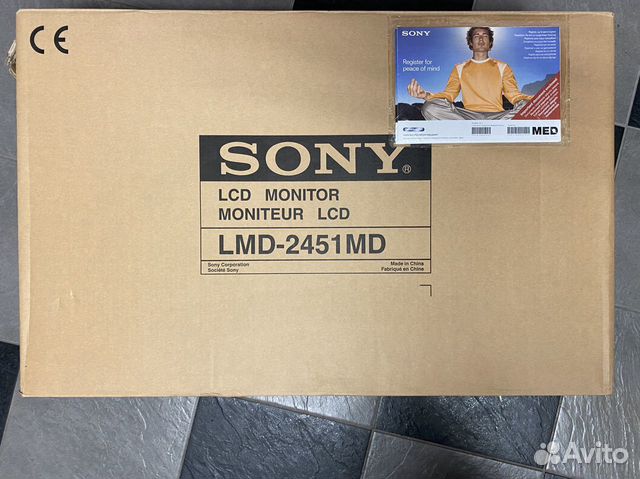 CE
SONY
Register for
peace of mind
MED
SONY®
LCD MONITOR
MONITEUR LCD
LMD-2451MD
Sony Corporation
Société Sony
Made in China
Fabriqué en Chine
Avito